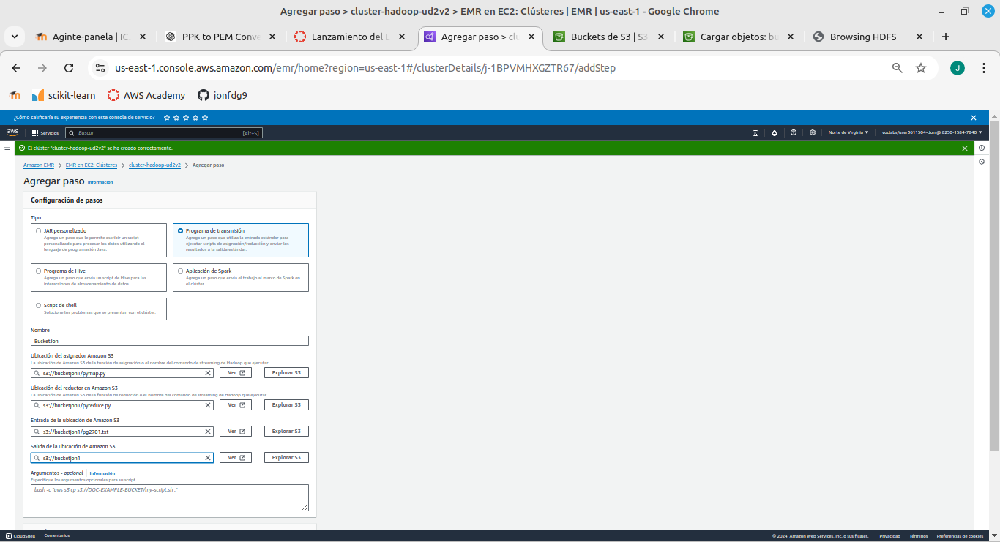 Agregar paso > cluster-hadoop-ud2v2 > EMR en EC2: Clústeres | EMR | us-east-1 - Google Chrome
Aginte-panela | IC
PPK to PEM Conve
Lanzamiento del L
Agregar paso > clu
Buckets de S3 | S3
Cargar objetos: bu
Browsing HDFS
us-east-1.console.aws.amazon.com/emr/home?region=us-east-1#/clusterDetails/j-1BPVMHXGZTR67/addStep
J
scikit-learn
AWS Academy
jonfdg9
¿Cómo calificaría su experiencia con esta consola de servicio?
aws
Servicios
Buscar
[Alt+S]
Norte de Virginia
voclabs/user3611504=Jon @ 8250-1584-7840
El clúster "cluster-hadoop-ud2v2" se ha creado correctamente.
Amazon EMR
EMR en EC2: Clústeres
cluster-hadoop-ud2v2
Agregar paso
Agregar paso Información
Configuración de pasos
Tipo
JAR personalizado
Agrega un paso que le permite escribir un script
personalizado para procesar los datos utilizando el
lenguaje de programación Java.
Programa de transmisión
Agrega un paso que utiliza la entrada estándar para
ejecutar scripts de asignación/reducción y enviar los
resultados a la salida estándar.
Programa de Hive
Agrega un paso que envía un script de Hive para las
interacciones de almacenamiento de datos.
Aplicación de Spark
Agrega un paso que envía el trabajo al marco de Spark en
el clúster.
Script de shell
Solucione los problemas que se presentan con el clúster.
Nombre
BucketJon
Ubicación del asignador Amazon S3
La ubicación de Amazon S3 de la función de asignación o el nombre del comando de streaming de Hadoop que ejecutar.
s3://bucketjon1/pymap.py
Ver
Explorar S3
Ubicación del reductor en Amazon S3
La ubicación de Amazon S3 de la función de reducción o el nombre del comando de streaming de Hadoop que ejecutar.
s3://bucketjon1/pyreduce.py
Ver
Explorar S3
Entrada de la ubicación de Amazon S3
s3://bucketjon1/pg2701.txt
Ver
Explorar S3
Salida de la ubicación de Amazon S3
s3://bucketjon1
Ver
Explorar S3
Argumentos - opcional
Información
Especifique los argumentos opcionales para su script.
bash -c "aws s3 cp s3://DOC-EXAMPLE-BUCKET/my-script.sh ."
CloudShell
Comentarios
© 2024, Amazon Web Services, Inc. o sus filiales.
Privacidad
Términos
Preferencias de cookies